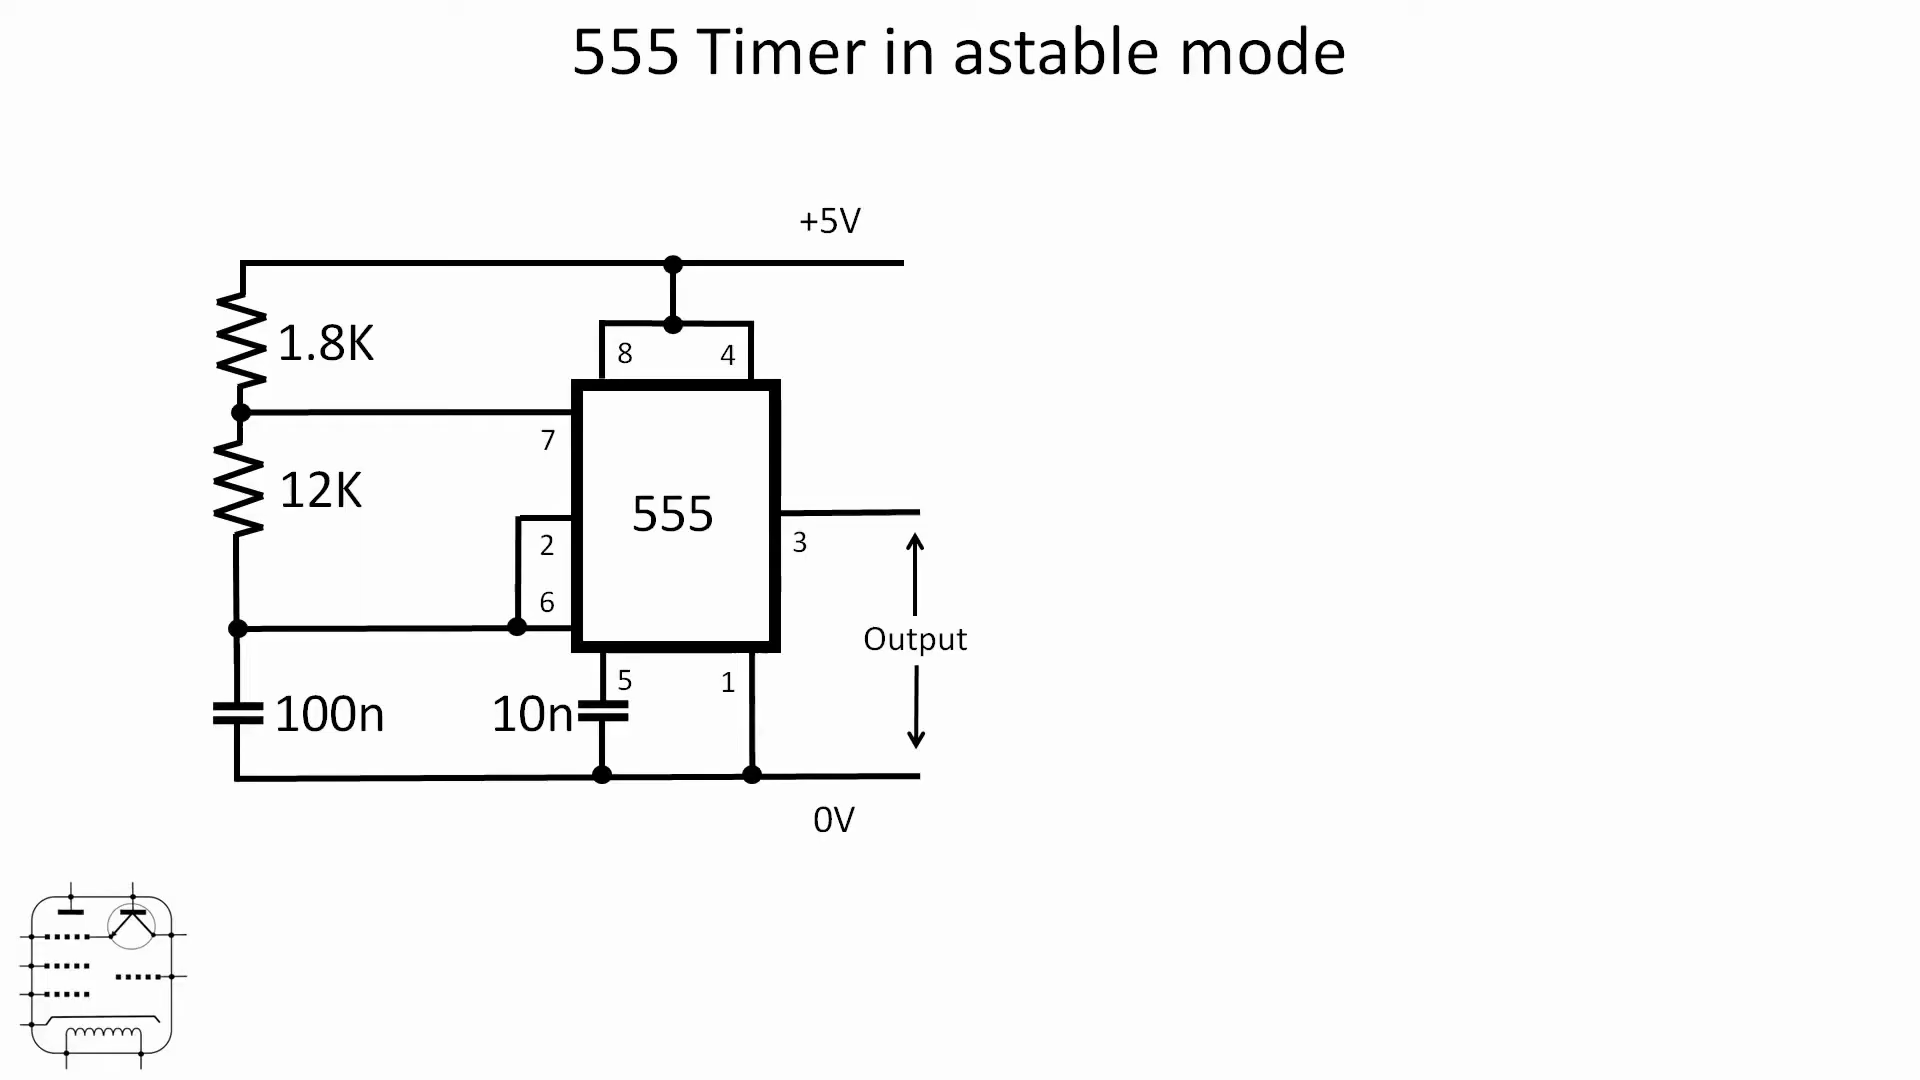 555 Timer in astable mode
+5V
1.8K
8
4
7
12K
555
2
3
6
Output
5
1
100n
10n
0V